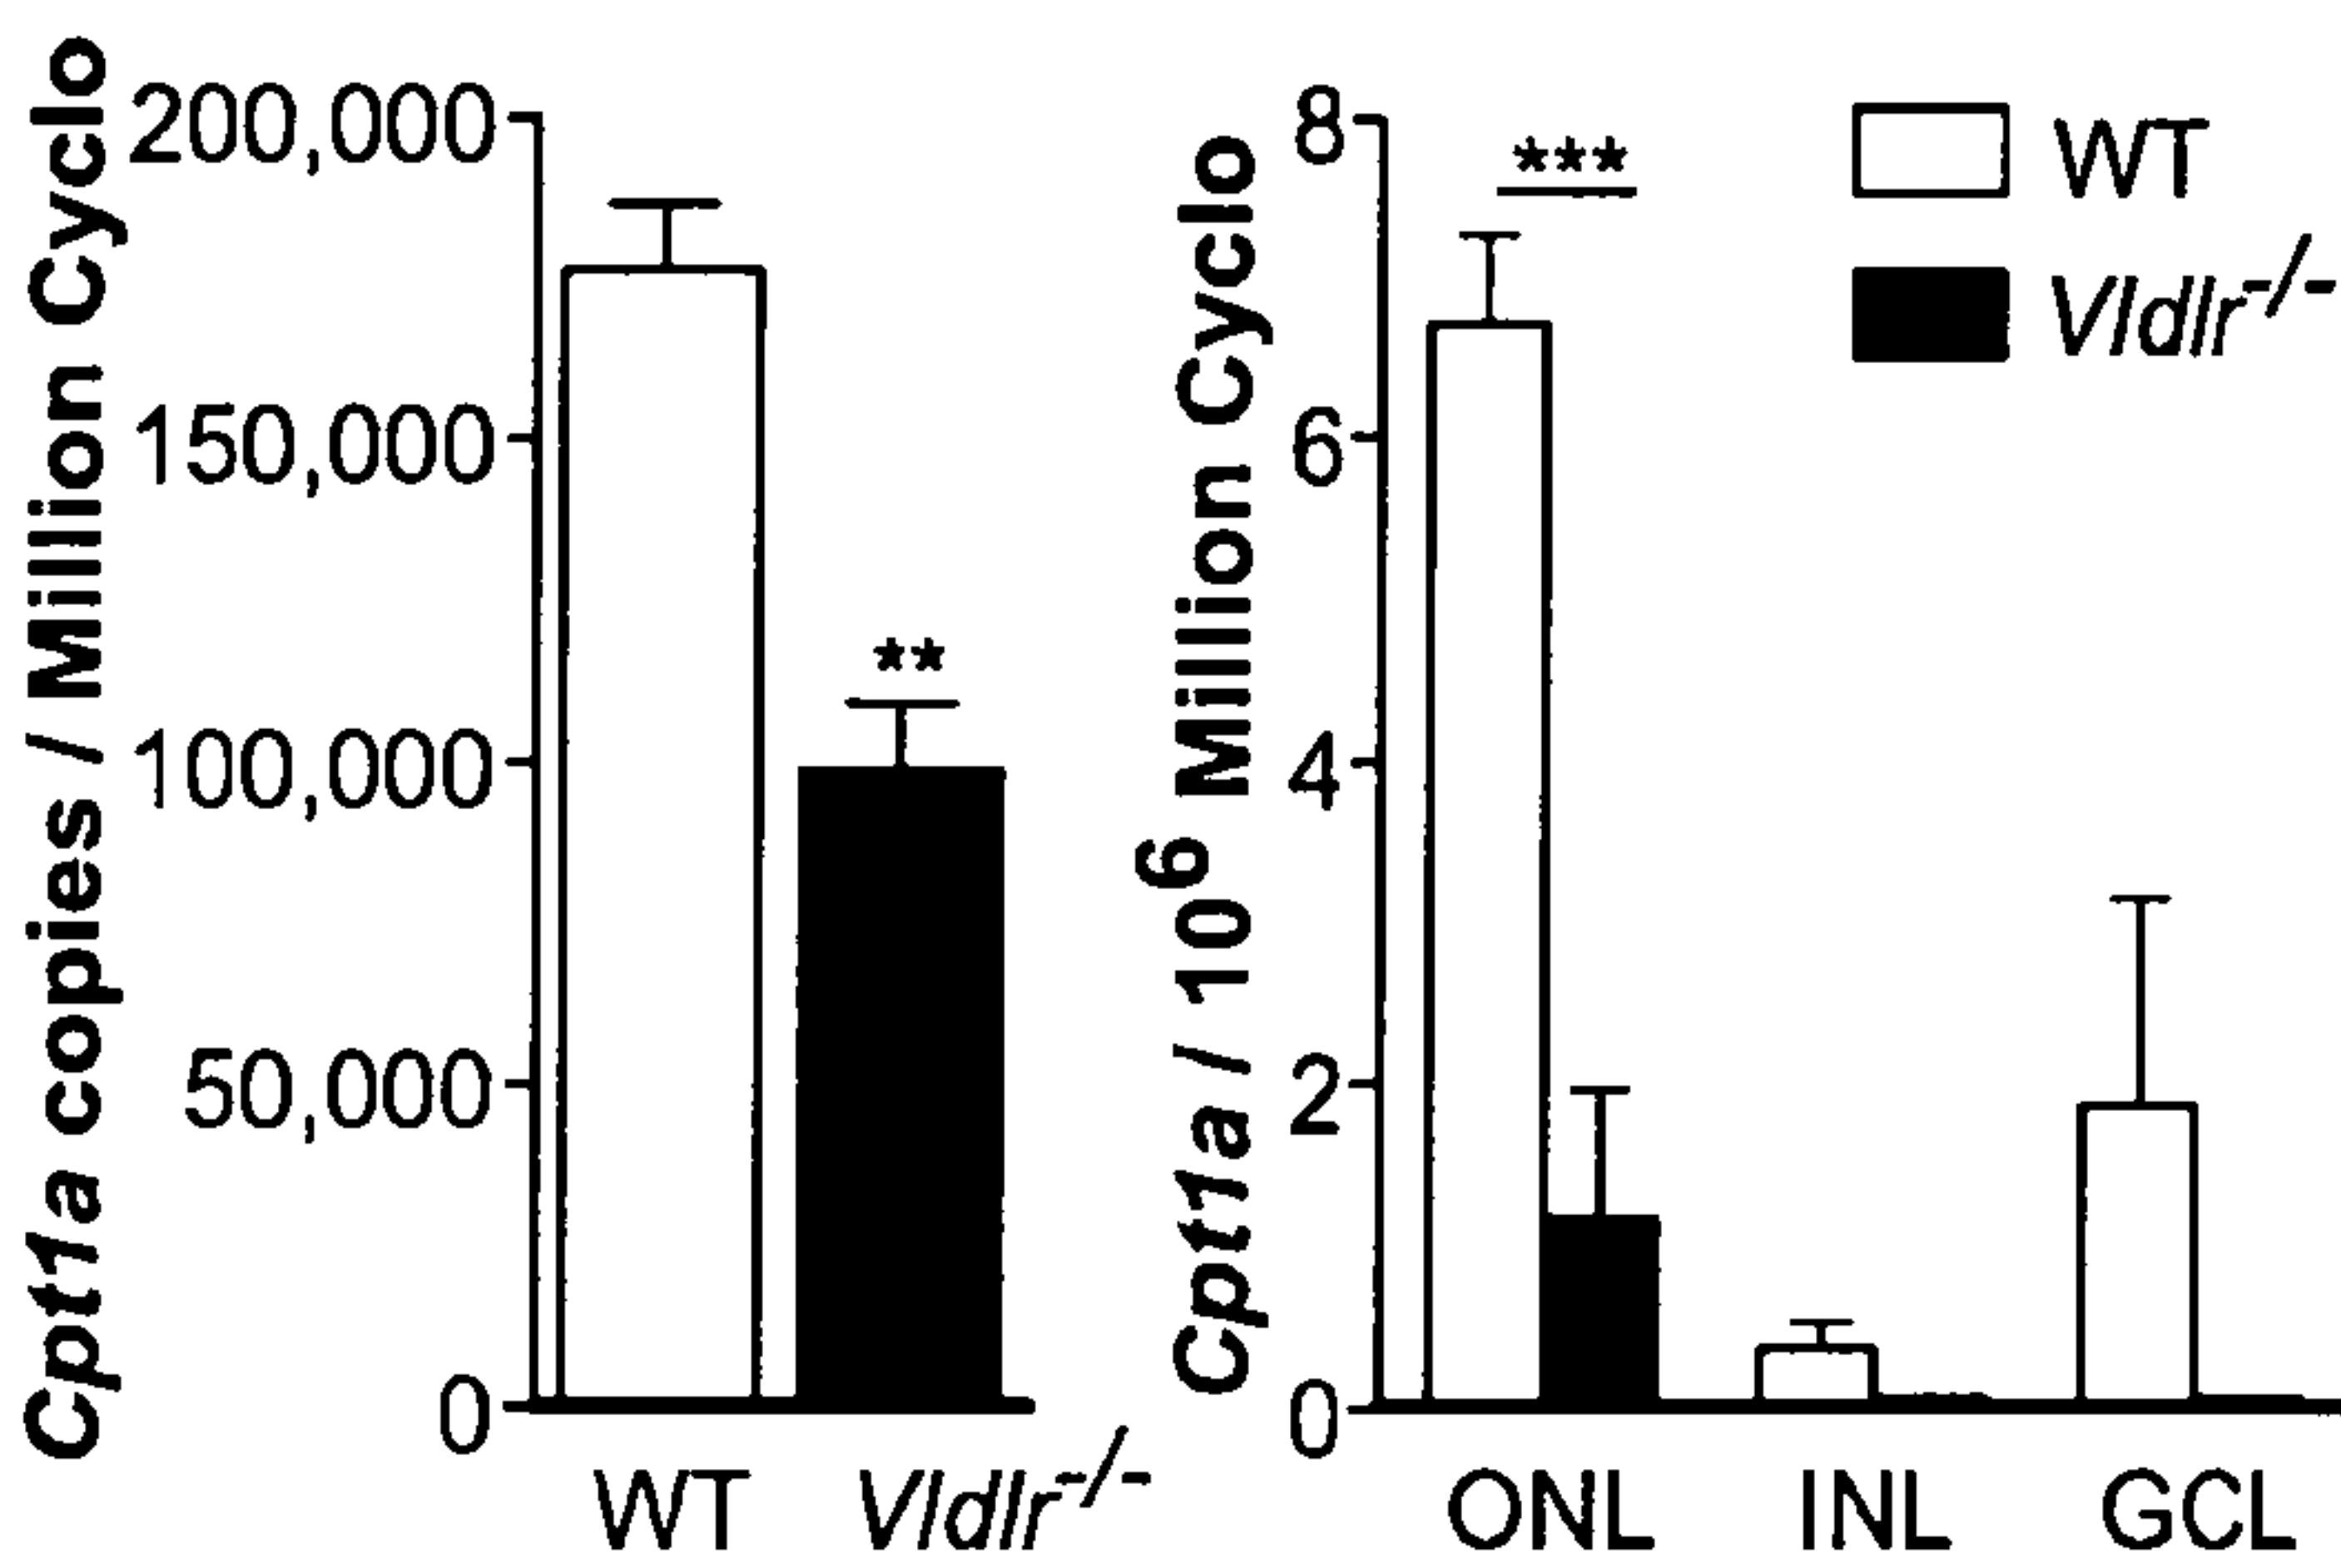 Cpt1a copies / Million Cyclo
200,000
150,000
100,000
50,000
0
**
WT
Vldlr-/-
Cpt1a / 10⁶ Million Cyclo
8
6
4
2
0
***
WT
Vldlr-/-
ONL
INL
GCL